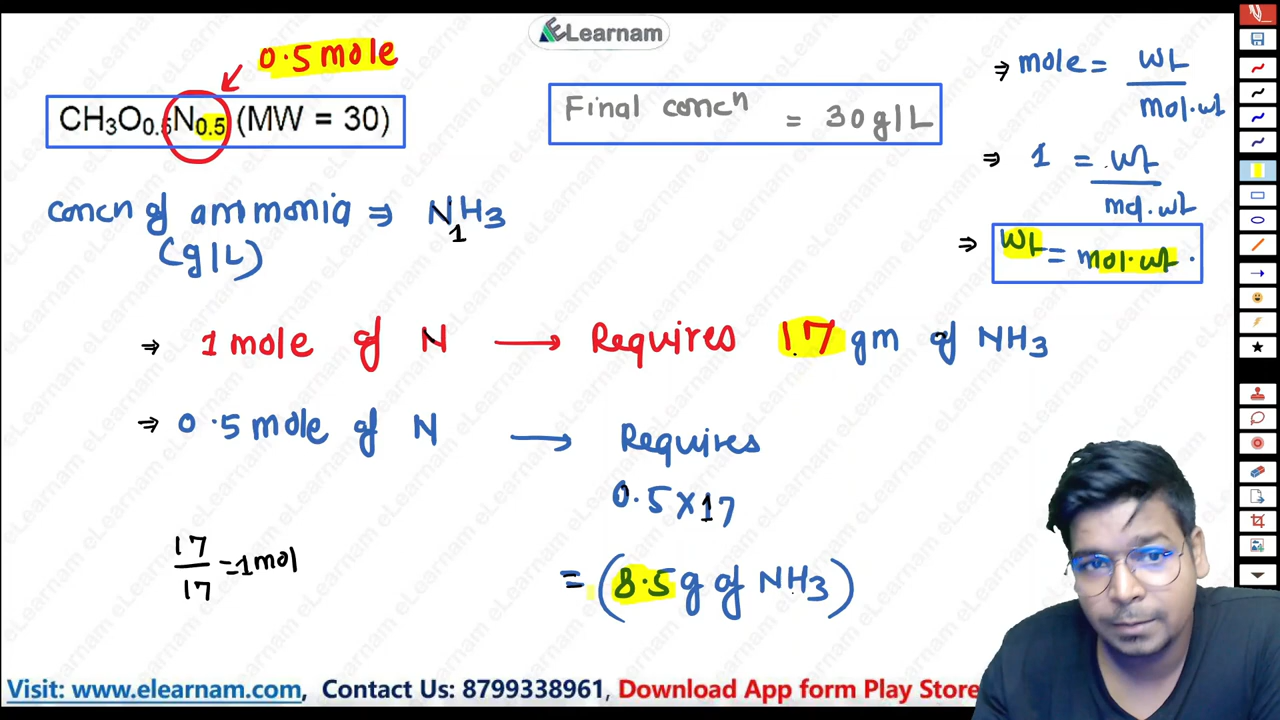 ELearnam
0.5 mole
CH₃O₀.₅N₀.₅ (MW = 30)
Final concⁿ = 30 g/L
⇒ mole = wt / mol.wt
⇒ 1 = wt / mol.wt
⇒ wt = mol.wt.
concn of ammonia ⇒ NH₃
1
(g/L)
⇒ 1 mole of N ⟶ Requires 17 gm of NH₃
⇒ 0.5 mole of N ⟶ Requires
0.5 × 17
17 / 17 = 1 mol
= (8.5 g of NH₃)
Visit: www.elearnam.com, Contact Us: 8799338961, Download App form Play Store